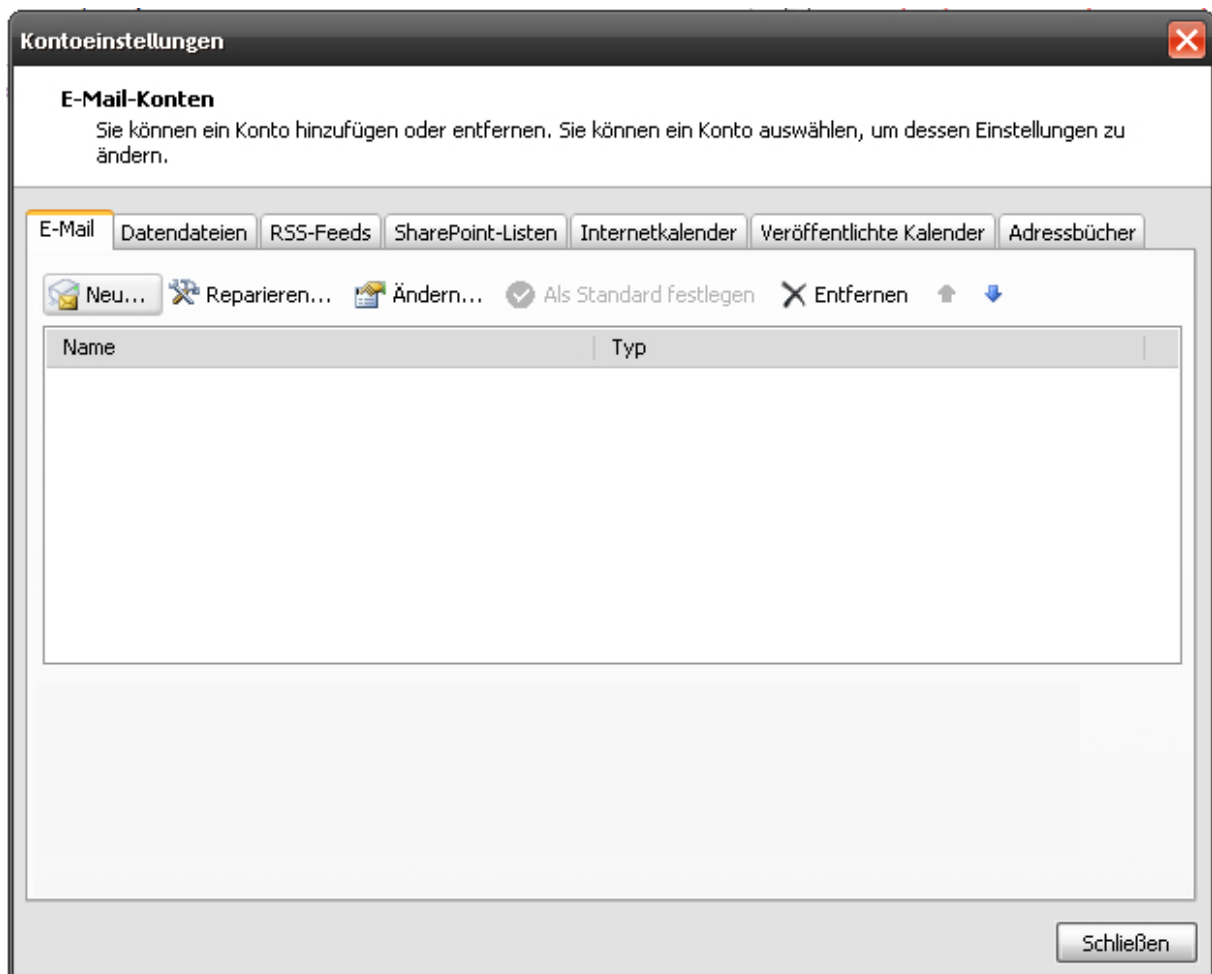 Kontoeinstellungen
E-Mail-Konten
Sie können ein Konto hinzufügen oder entfernen. Sie können ein Konto auswählen, um dessen Einstellungen zu
ändern.
E-Mail Datendateien RSS-Feeds SharePoint-Listen Internetkalender Veröffentlichte Kalender Adressbücher
Neu... Reparieren... Ändern... Als Standard festlegen Entfernen
Name Typ
Schließen